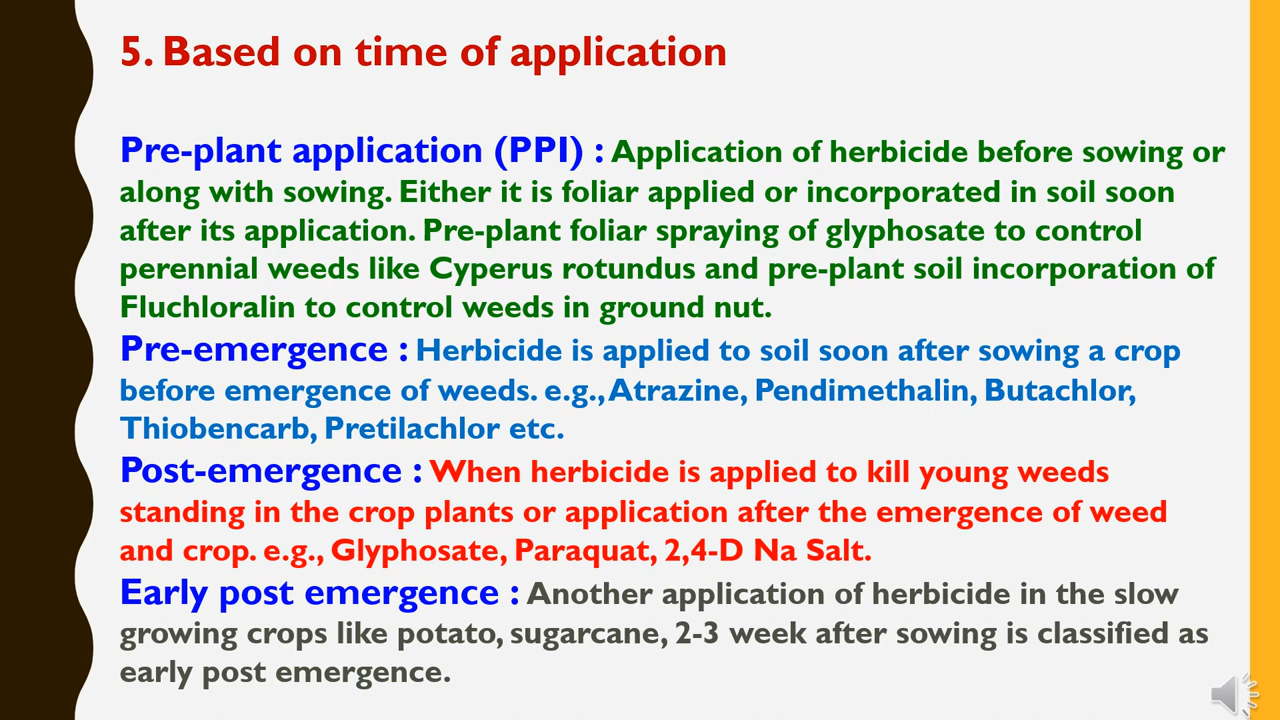 5. Based on time of application
Pre-plant application (PPI) : Application of herbicide before sowing or
along with sowing. Either it is foliar applied or incorporated in soil soon
after its application. Pre-plant foliar spraying of glyphosate to control
perennial weeds like Cyperus rotundus and pre-plant soil incorporation of
Fluchloralin to control weeds in ground nut.
Pre-emergence : Herbicide is applied to soil soon after sowing a crop
before emergence of weeds. e.g., Atrazine, Pendimethalin, Butachlor,
Thiobencarb, Pretilachlor etc.
Post-emergence : When herbicide is applied to kill young weeds
standing in the crop plants or application after the emergence of weed
and crop. e.g., Glyphosate, Paraquat, 2,4-D Na Salt.
Early post emergence : Another application of herbicide in the slow
growing crops like potato, sugarcane, 2-3 week after sowing is classified as
early post emergence.